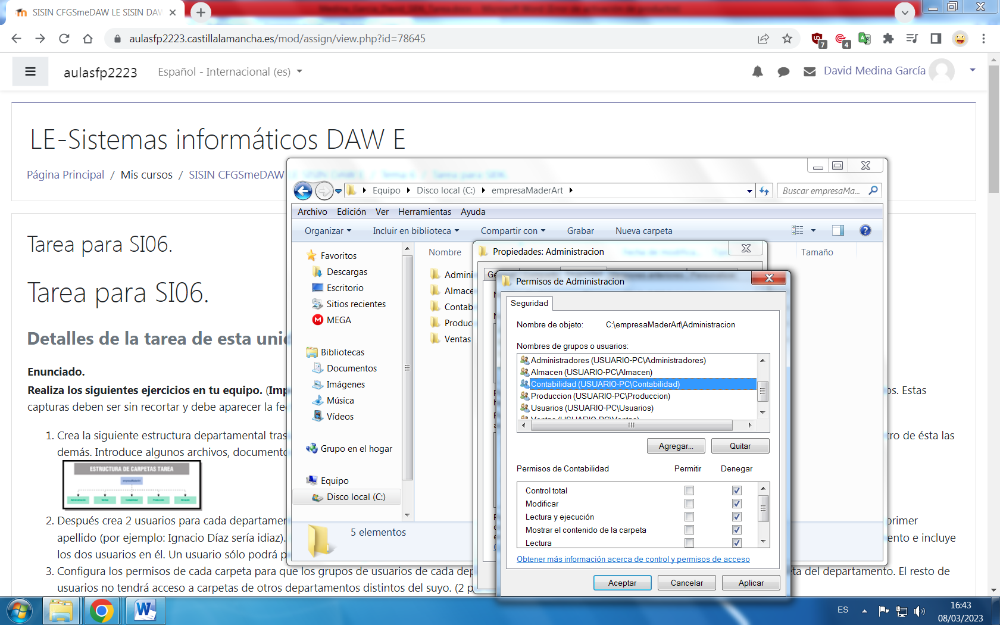 SISIN CFGSmeDAW LE SISIN DAW
aulasfp2223.castillalamancha.es/mod/assign/view.php?id=78645
7
4
aulasfp2223
Español - Internacional (es)
David Medina García
LE-Sistemas informáticos DAW E
Página Principal / Mis cursos / SISIN CFGSmeDAW
Tarea para SI06.
Tarea para SI06.
Detalles de la tarea de esta unid
Enunciado.
Realiza los siguientes ejercicios en tu equipo. (Imp
os. Estas
capturas deben ser sin recortar y debe aparecer la fec
1. Crea la siguiente estructura departamental tras
tro de ésta las
demás. Introduce algunos archivos, documento
ESTRUCTURA DE CARPETAS TAREA
2. Después crea 2 usuarios para cada departamen
primer
apellido (por ejemplo: Ignacio Díaz sería idiaz).
ento e incluye
los dos usuarios en él. Un usuario sólo podrá p
3. Configura los permisos de cada carpeta para que los grupos de usuarios de cada dep
ta del departamento. El resto de
usuarios no tendrá acceso a carpetas de otros departamentos distintos del suyo. (2 p
Equipo
Disco local (C:)
empresaMaderArt
Buscar empresaMa...
Archivo
Edición
Ver
Herramientas
Ayuda
Organizar
Incluir en biblioteca
Compartir con
Grabar
Nueva carpeta
Favoritos
Descargas
Escritorio
Sitios recientes
MEGA
Bibliotecas
Documentos
Imágenes
Música
Vídeos
Grupo en el hogar
Equipo
Disco local (C:)
Nombre
Tamaño
Admini
Almace
Contab
Produc
Ventas
5 elementos
Propiedades: Administracion
Ge
Permisos de Administracion
Seguridad
Nombre de objeto: C:\empresaMaderArt\Administracion
Nombres de grupos o usuarios:
Administradores (USUARIO-PC\Administradores)
Almacen (USUARIO-PC\Almacen)
Contabilidad (USUARIO-PC\Contabilidad)
Produccion (USUARIO-PC\Produccion)
Usuarios (USUARIO-PC\Usuarios)
Ventas (USUARIO-PC\Ventas)
Agregar...
Quitar
Permisos de Contabilidad
Permitir
Denegar
Control total
Modificar
Lectura y ejecución
Mostrar el contenido de la carpeta
Lectura
Obtener más información acerca de control y permisos de acceso
Aceptar
Cancelar
Aplicar
ES
16:43
08/03/2023